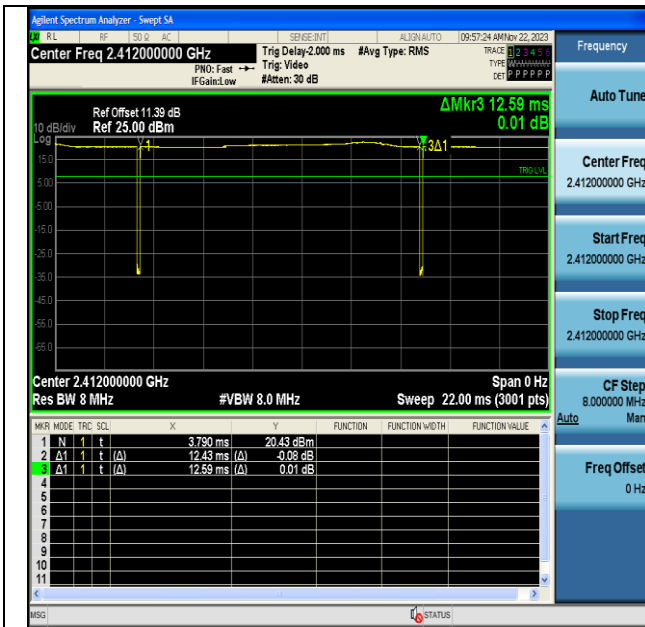 Agilent Spectrum Analyzer - Swept SA
LXI RL RF 50 Ω AC SENSE:INT ALIGN AUTO 09:57:24 AM Nov 22, 2023
Center Freq 2.412000000 GHz
Trig Delay-2.000 ms #Avg Type: RMS
TRACE 1 2 3 4 5 6
PNO: Fast Trig: Video
TYPE
IFGain:Low #Atten: 30 dB
DET P P P P P P
ΔMkr3 12.59 ms
0.01 dB
Ref Offset 11.39 dB
10 dB/div Ref 25.00 dBm
Log
1
3Δ1
15.0
TRIG LVL
5.00
-5.00
-15.0
-25.0
-35.0
-45.0
-55.0
-65.0
Center 2.412000000 GHz Span 0 Hz
Res BW 8 MHz #VBW 8.0 MHz Sweep 22.00 ms (3001 pts)
MKR MODE TRC SCL X Y FUNCTION FUNCTION WIDTH FUNCTION VALUE
1 N 1 t 3.790 ms 20.43 dBm
2 Δ1 1 t (Δ) 12.43 ms (Δ) -0.08 dB
3 Δ1 1 t (Δ) 12.59 ms (Δ) 0.01 dB
4
5
6
7
8
9
10
11
MSG STATUS
Frequency
Auto Tune
Center Freq
2.412000000 GHz
Start Freq
2.412000000 GHz
Stop Freq
2.412000000 GHz
CF Step
8.000000 MHz
Auto Man
Freq Offset
0 Hz